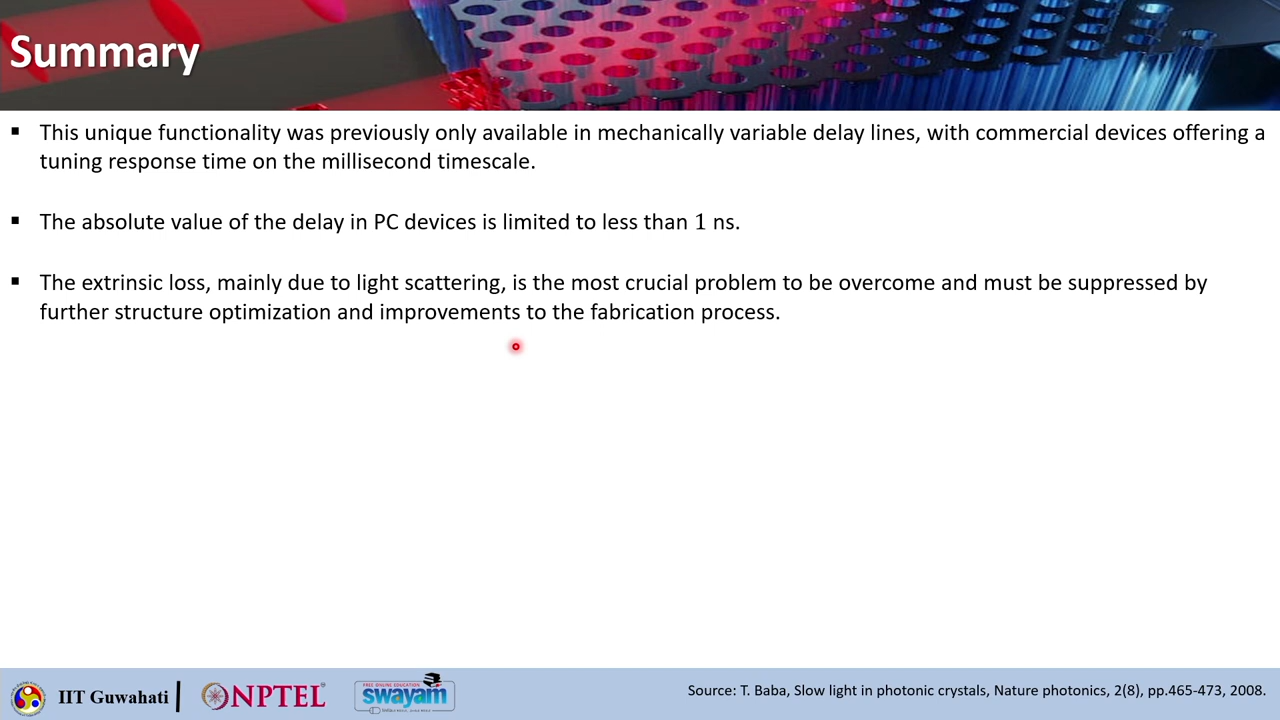 Summary
▪ This unique functionality was previously only available in mechanically variable delay lines, with commercial devices offering a
tuning response time on the millisecond timescale.
▪ The absolute value of the delay in PC devices is limited to less than 1 ns.
▪ The extrinsic loss, mainly due to light scattering, is the most crucial problem to be overcome and must be suppressed by
further structure optimization and improvements to the fabrication process.
IIT Guwahati
NPTEL
FREE ONLINE EDUCATION
swayam
Source: T. Baba, Slow light in photonic crystals, Nature photonics, 2(8), pp.465-473, 2008.